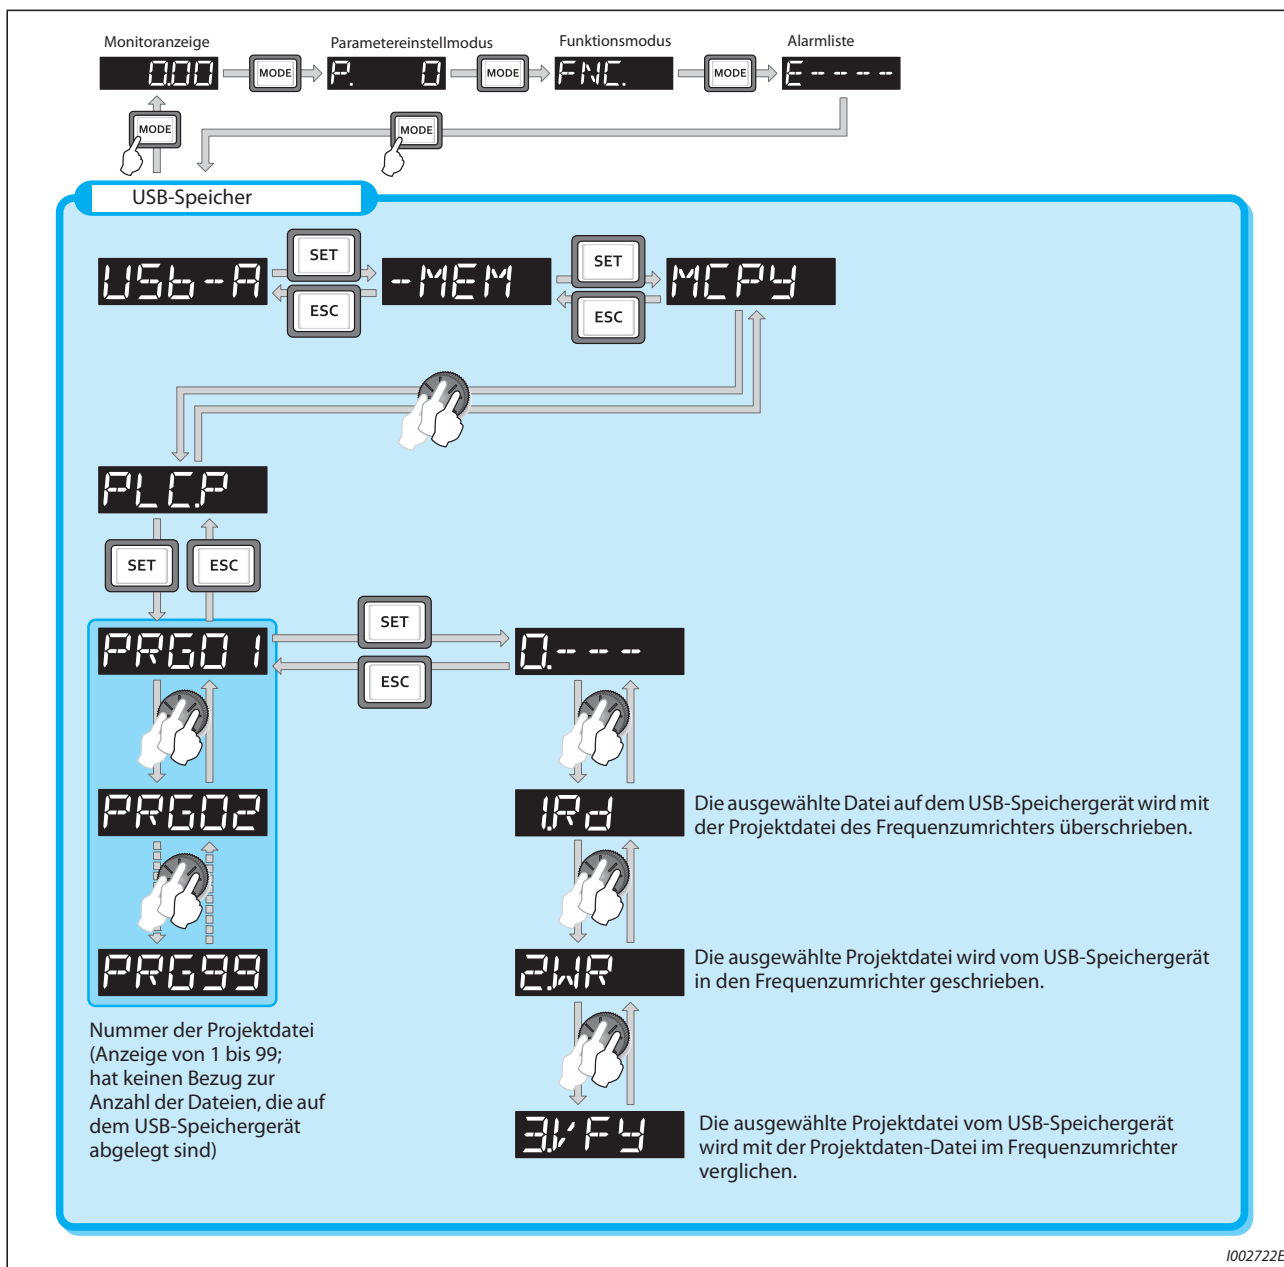 Monitoranzeige Parametereinstellmodus Funktionsmodus Alarmliste
0.00 MODE P. 0 MODE FNC. MODE E-----
MODE MODE
USB-Speicher
USb-A SET ESC -MEM SET ESC MCPY
PLC.P
SET ESC
PRG01 SET ESC 0.---
PRG02 1.Rd Die ausgewählte Datei auf dem USB-Speichergerät wird mit
der Projektdatei des Frequenzumrichters überschrieben.
PRG99 2.WR Die ausgewählte Projektdatei wird vom USB-Speichergerät
in den Frequenzumrichter geschrieben.
Nummer der Projektdatei
(Anzeige von 1 bis 99;
hat keinen Bezug zur
Anzahl der Dateien, die auf
dem USB-Speichergerät
abgelegt sind)
3.VFY Die ausgewählte Projektdatei vom USB-Speichergerät
wird mit der Projektdaten-Datei im Frequenzumrichter
verglichen.
I002722E